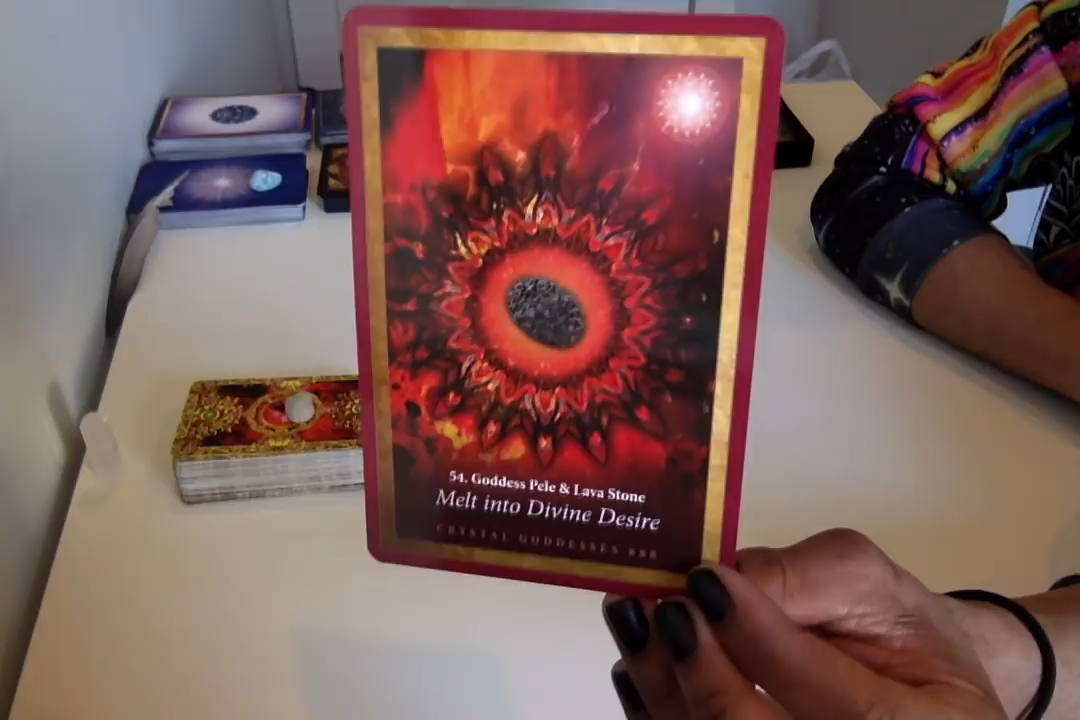 54. Goddess Pele & Lava Stone
Melt into Divine Desire
CRYSTAL GODDESSES 888